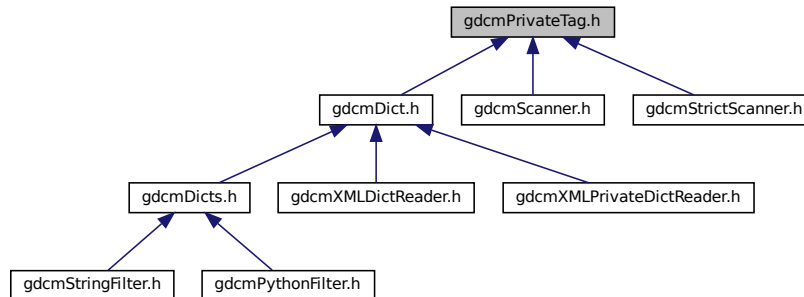 gdcmPrivateTag.h
gdcmDict.h
gdcmScanner.h
gdcmStrictScanner.h
gdcmDicts.h
gdcmXMLDictReader.h
gdcmXMLPrivateDictReader.h
gdcmStringFilter.h
gdcmPythonFilter.h